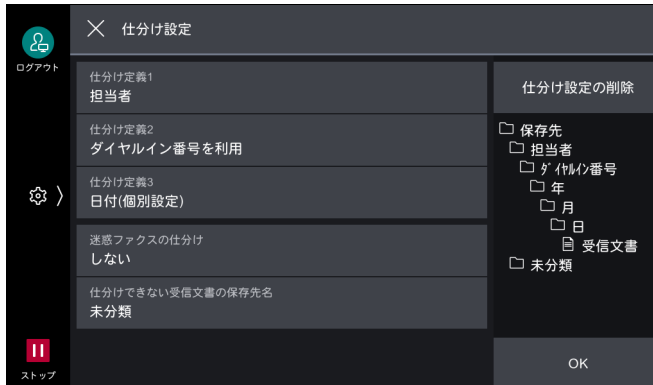 仕分け設定
ログアウト
仕分け定義1
担当者
仕分け定義2
ダイヤルイン番号を利用
仕分け定義3
日付(個別設定)
迷惑ファクスの仕分け
しない
仕分けできない受信文書の保存先名
未分類
ストップ
仕分け設定の削除
保存先
担当者
ダイヤルイン番号
年
月
日
受信文書
未分類
OK